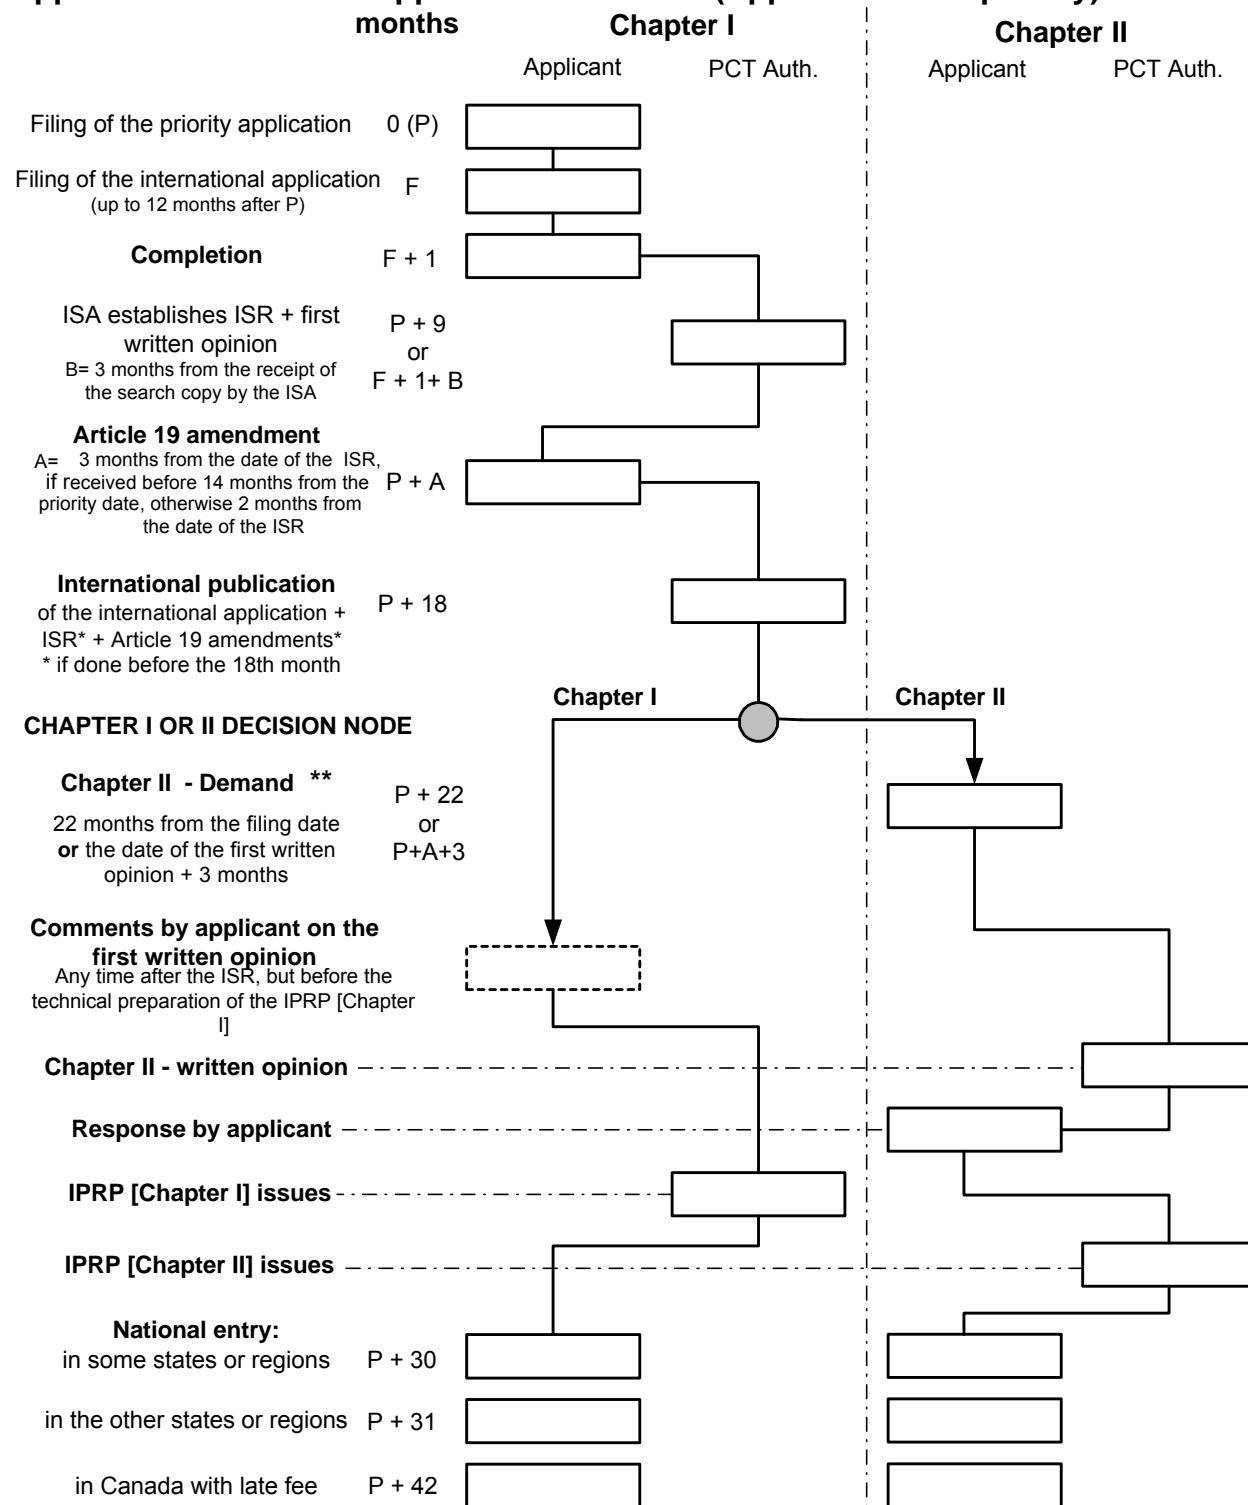 months
Chapter I
Chapter II
Applicant
PCT Auth.
Applicant
PCT Auth.
Filing of the priority application
0 (P)
Filing of the international application
(up to 12 months after P)
F
Completion
F + 1
ISA establishes ISR + first
written opinion
B= 3 months from the receipt of
the search copy by the ISA
P + 9
or
F + 1+ B
Article 19 amendment
A= 3 months from the date of the ISR,
if received before 14 months from the
priority date, otherwise 2 months from
the date of the ISR
P + A
International publication
of the international application +
ISR* + Article 19 amendments*
* if done before the 18th month
P + 18
Chapter I
Chapter II
CHAPTER I OR II DECISION NODE
Chapter II - Demand **
22 months from the filing date
or the date of the first written
opinion + 3 months
P + 22
or
P+A+3
Comments by applicant on the
first written opinion
Any time after the ISR, but before the
technical preparation of the IPRP [Chapter
I]
Chapter II - written opinion
Response by applicant
IPRP [Chapter I] issues
IPRP [Chapter II] issues
National entry:
in some states or regions
P + 30
in the other states or regions
P + 31
in Canada with late fee
P + 42